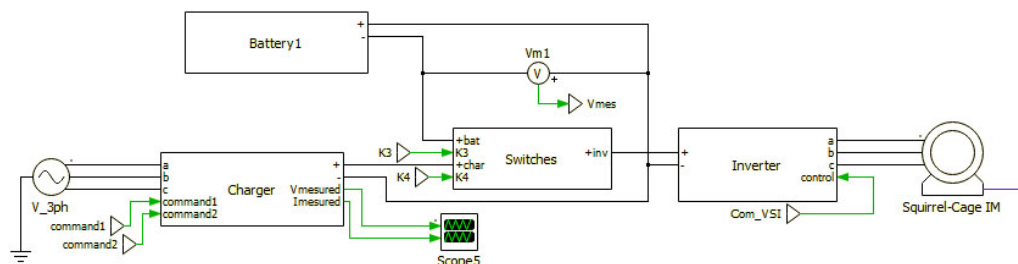 Battery1
+
-
Vm1
V
+
Vmes
+bat
K3
K3
+char
K4
K4
Switches
+inv
+
-
Inverter
a
b
c
control
Com_VSI
Squirrel-Cage IM
V_3ph
a
b
c
command1
command2
command1
command2
Charger
+
-
Vmesured
Imesured
Scope5